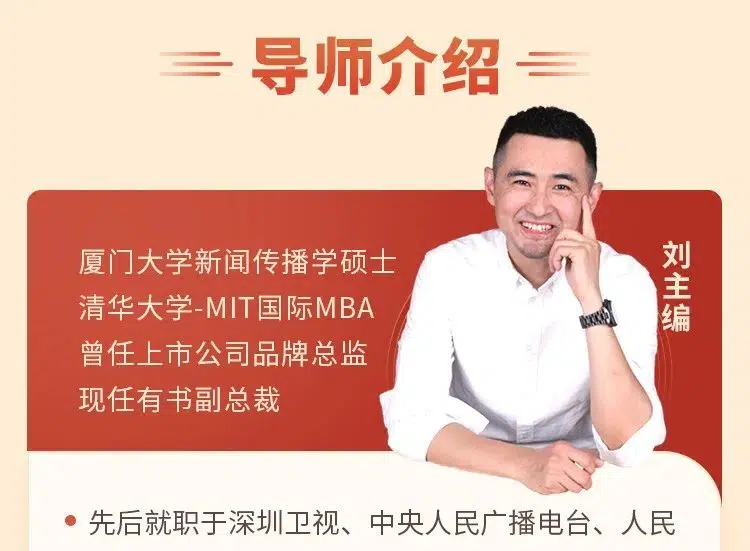 导师介绍
厦门大学新闻传播学硕士
清华大学-MIT国际MBA
曾任上市公司品牌总监
现任有书副总裁
刘主编
先后就职于深圳卫视、中央人民广播电台、人民